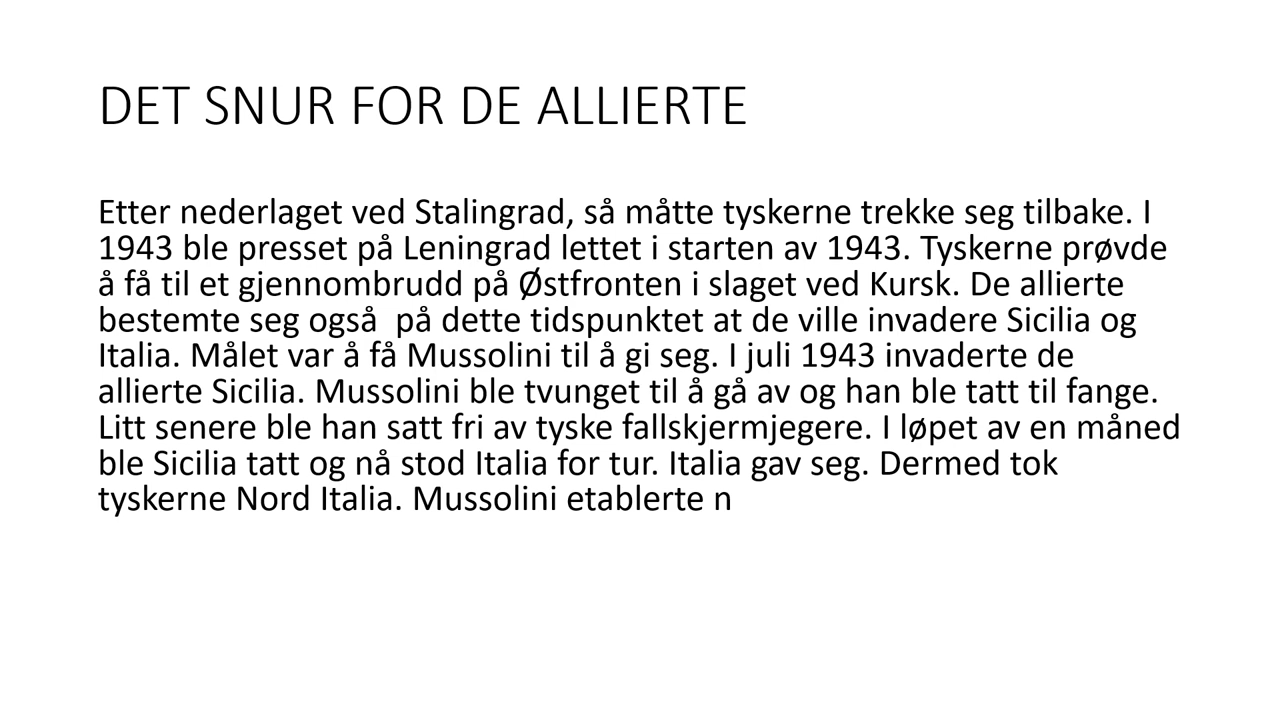 DET SNUR FOR DE ALLIERTE
Etter nederlaget ved Stalingrad, så måtte tyskerne trekke seg tilbake. I
1943 ble presset på Leningrad lettet i starten av 1943. Tyskerne prøvde
å få til et gjennombrudd på Østfronten i slaget ved Kursk. De allierte
bestemte seg også  på dette tidspunktet at de ville invadere Sicilia og
Italia. Målet var å få Mussolini til å gi seg. I juli 1943 invaderte de
allierte Sicilia. Mussolini ble tvunget til å gå av og han ble tatt til fange.
Litt senere ble han satt fri av tyske fallskjermjegere. I løpet av en måned
ble Sicilia tatt og nå stod Italia for tur. Italia gav seg. Dermed tok
tyskerne Nord Italia. Mussolini etablerte n